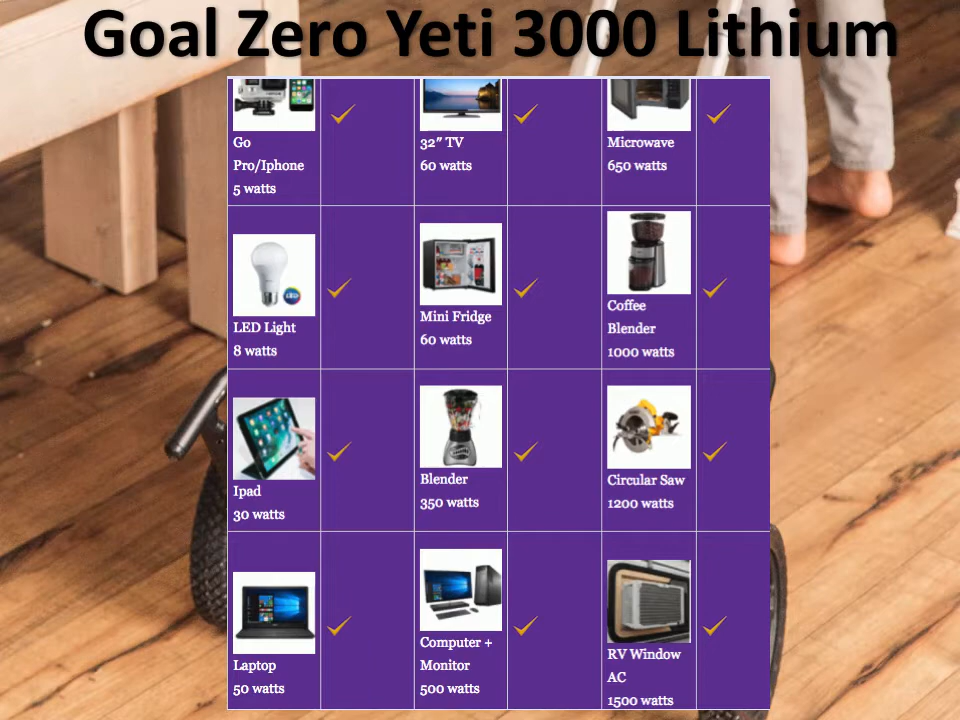 Goal Zero Yeti 3000 Lithium
Go
Pro/Iphone
5 watts
32″ TV
60 watts
Microwave
650 watts
LED Light
8 watts
Mini Fridge
60 watts
Coffee
Blender
1000 watts
Ipad
30 watts
Blender
350 watts
Circular Saw
1200 watts
Laptop
50 watts
Computer +
Monitor
500 watts
RV Window
AC
1500 watts